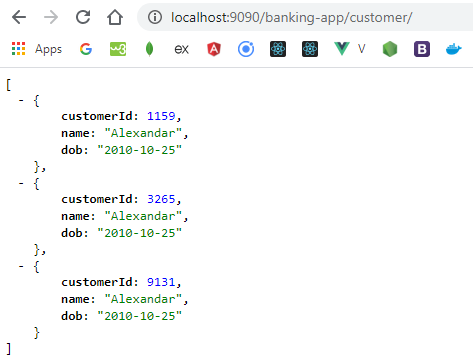 localhost:9090/banking-app/customer/
Apps G w3 ex A V B
[
- {
customerId: 1159,
name: "Alexandar",
dob: "2010-10-25"
},
- {
customerId: 3265,
name: "Alexandar",
dob: "2010-10-25"
},
- {
customerId: 9131,
name: "Alexandar",
dob: "2010-10-25"
}
]